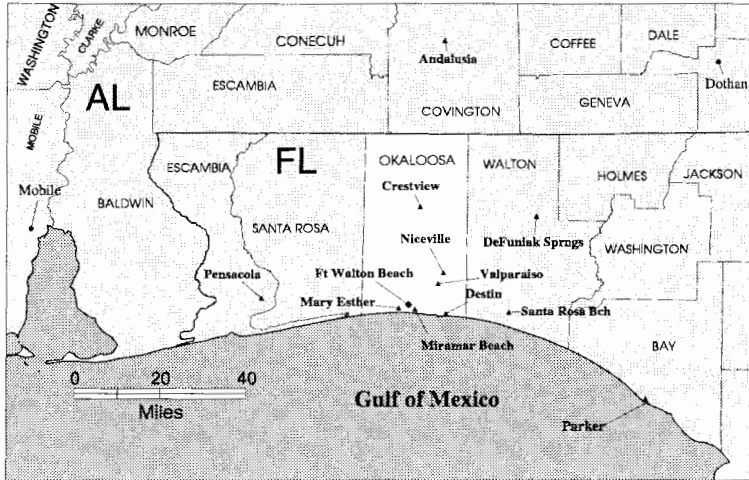 WASHINGTON
CLARKE
MONROE
CONECUH
COFFEE
DALE
Andalusia
Dothan
ESCAMBIA
AL
COVINGTON
GENEVA
MOBILE
ESCAMBIA
FL
OKALOOSA
WALTON
HOLMES
JACKSON
Mobile
Crestview
BALDWIN
SANTA ROSA
Niceville
DeFuniak Sprngs
WASHINGTON
Pensacola
Ft Walton Beach
Valparaiso
Mary Esther
Destin
Santa Rosa Bch
Miramar Beach
BAY
0 20 40
Miles
Gulf of Mexico
Parker